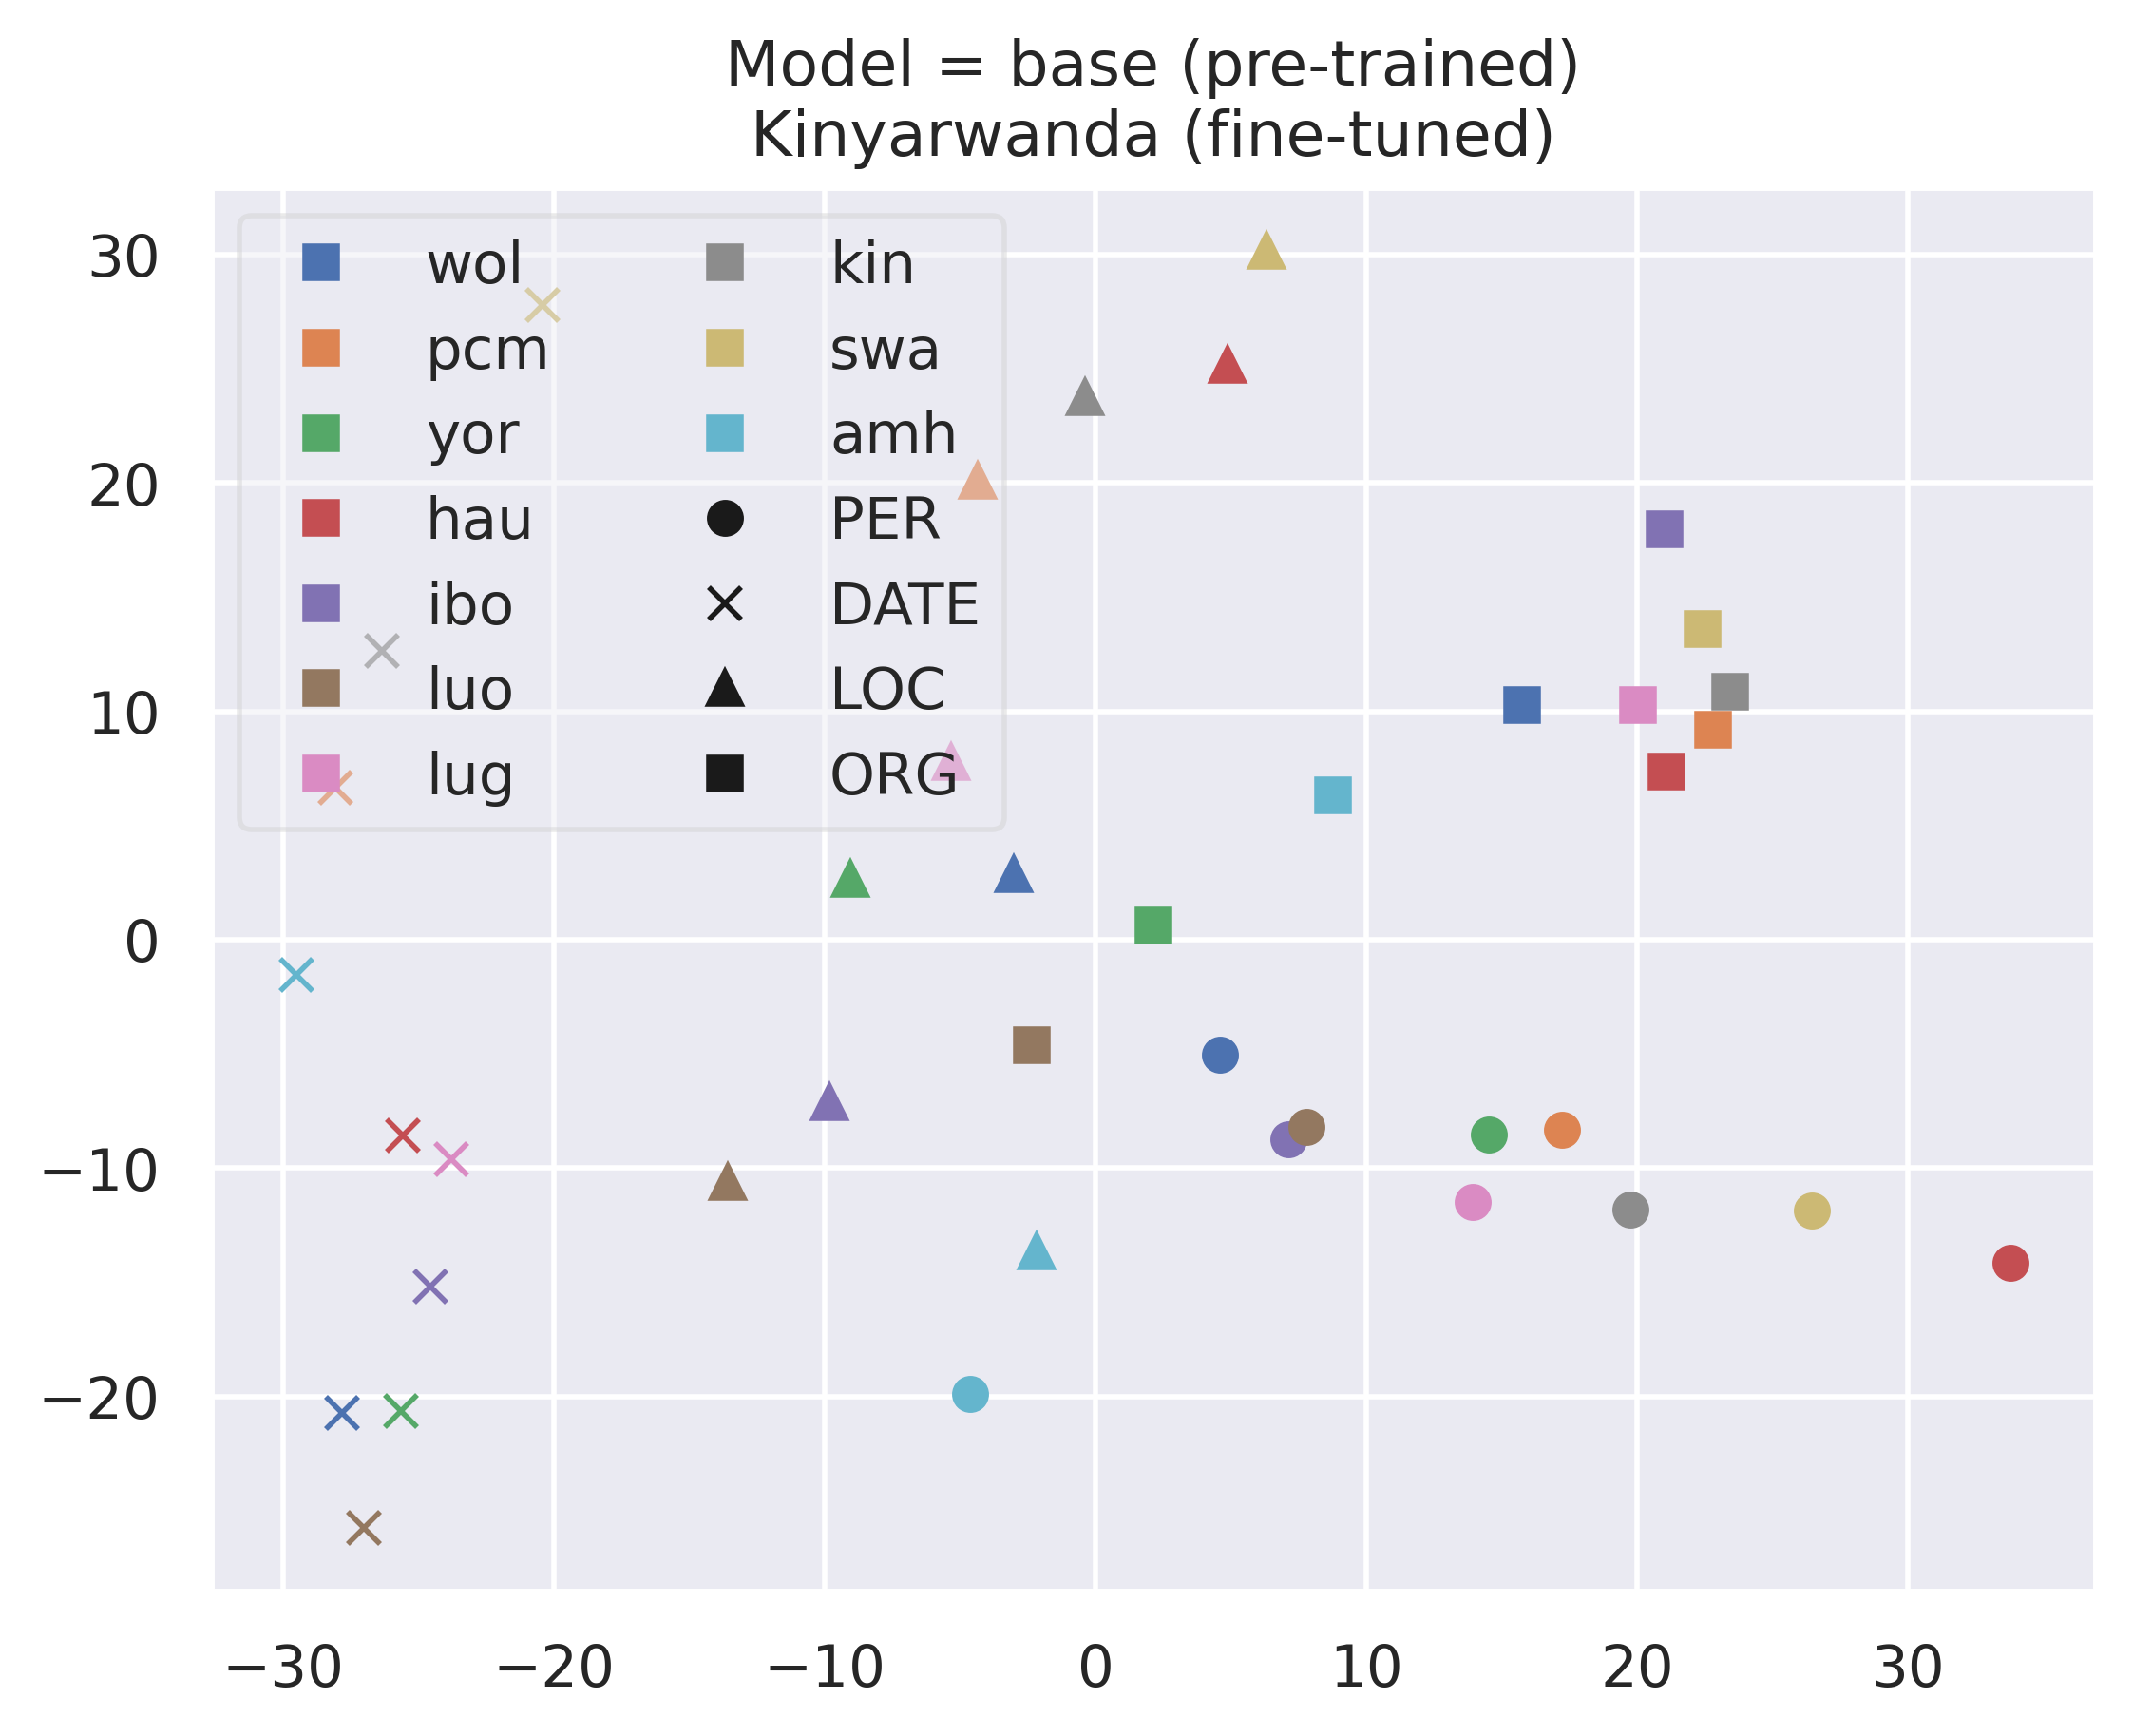 Model = base (pre-trained)
Kinyarwanda (fine-tuned)
30
20
10
0
−10
−20
wol
pcm
yor
hau
ibo
luo
lug
kin
swa
amh
PER
DATE
LOC
ORG
−30
−20
−10
0
10
20
30